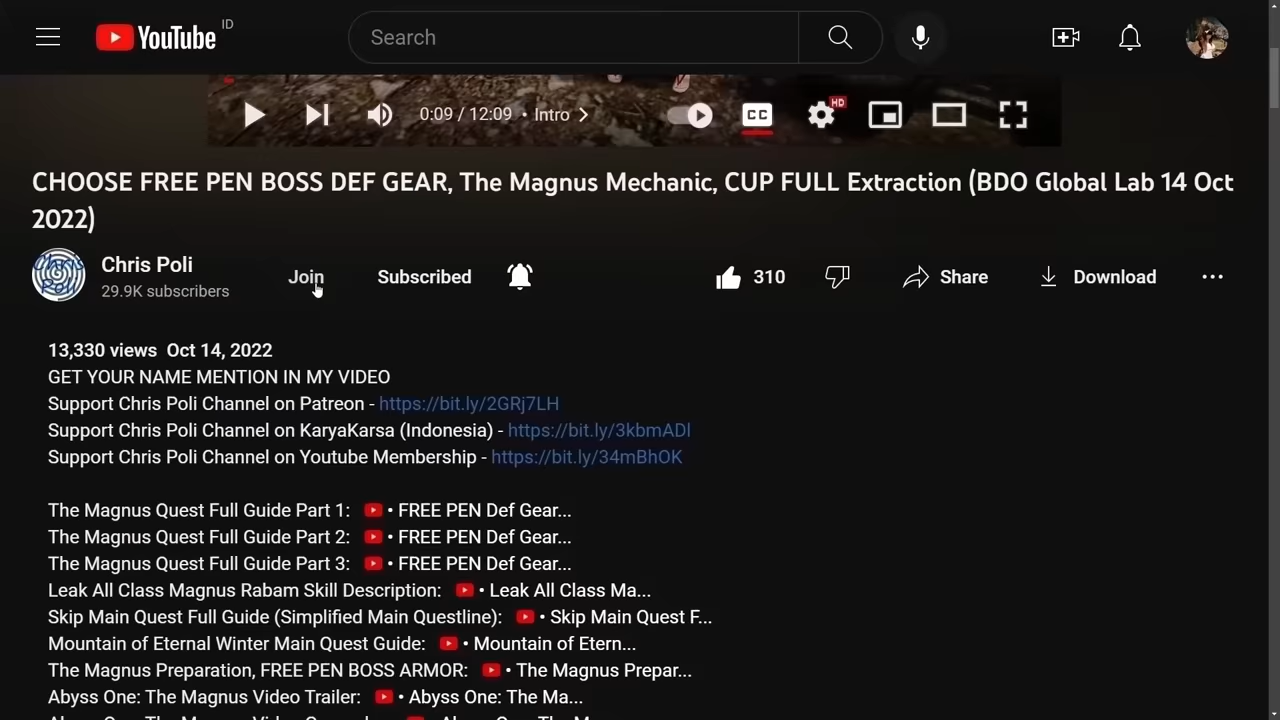 YouTube ID
Search
0:09 / 12:09 • Intro
CC
HD
CHOOSE FREE PEN BOSS DEF GEAR, The Magnus Mechanic, CUP FULL Extraction (BDO Global Lab 14 Oct
2022)
Chris Poli
29.9K subscribers
Join
Subscribed
310
Share
Download
13,330 views Oct 14, 2022
GET YOUR NAME MENTION IN MY VIDEO
Support Chris Poli Channel on Patreon - https://bit.ly/2GRj7LH
Support Chris Poli Channel on KaryaKarsa (Indonesia) - https://bit.ly/3kbmADl
Support Chris Poli Channel on Youtube Membership - https://bit.ly/34mBhOK
The Magnus Quest Full Guide Part 1: • FREE PEN Def Gear...
The Magnus Quest Full Guide Part 2: • FREE PEN Def Gear...
The Magnus Quest Full Guide Part 3: • FREE PEN Def Gear...
Leak All Class Magnus Rabam Skill Description: • Leak All Class Ma...
Skip Main Quest Full Guide (Simplified Main Questline): • Skip Main Quest F...
Mountain of Eternal Winter Main Quest Guide: • Mountain of Etern...
The Magnus Preparation, FREE PEN BOSS ARMOR: • The Magnus Prepar...
Abyss One: The Magnus Video Trailer: • Abyss One: The Ma...